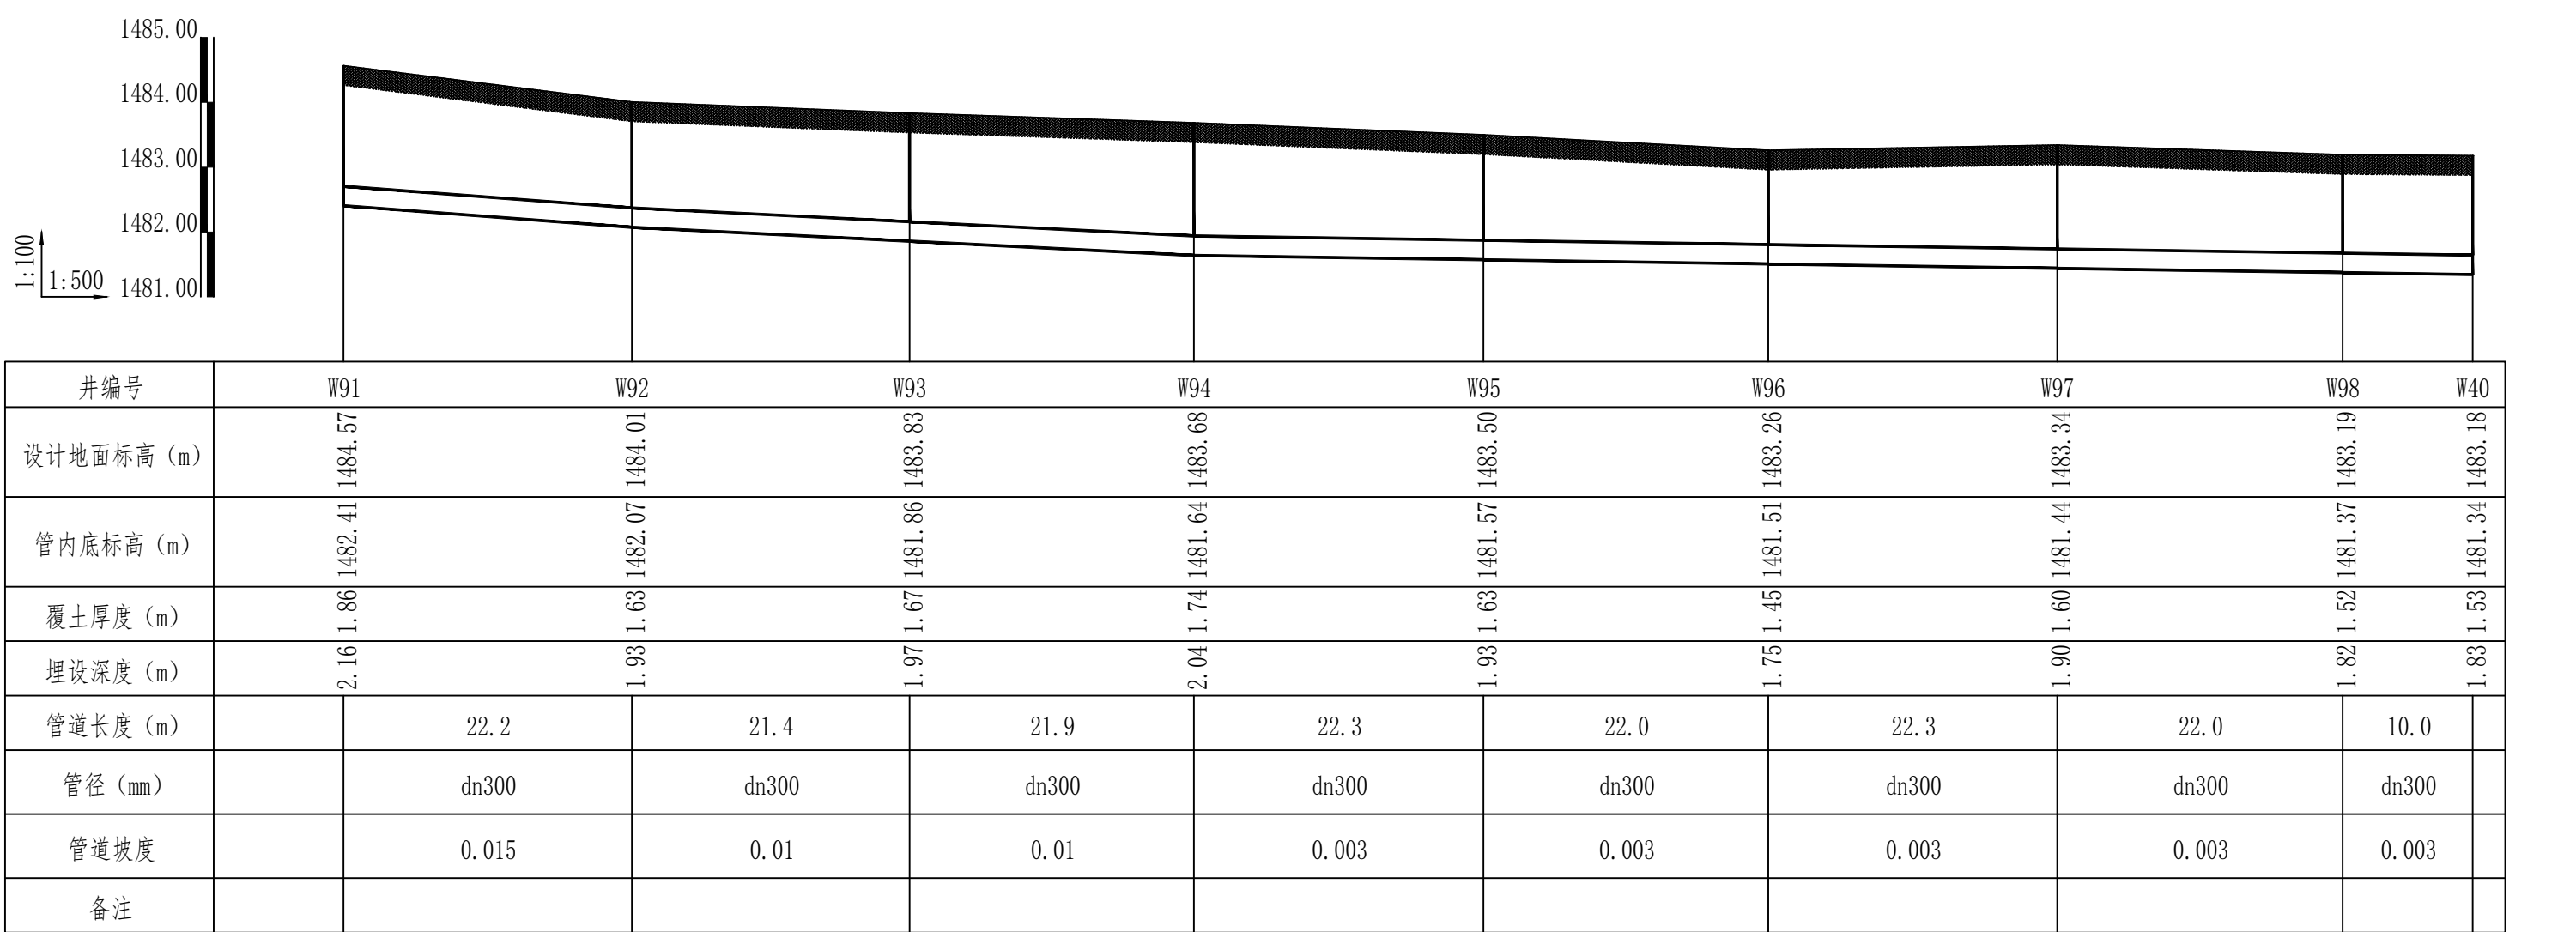 1485.00
1484.00
1483.00
1482.00
1481.00
1:100
1:500
井编号 W91 W92 W93 W94 W95 W96 W97 W98 W40
设计地面标高（m） 1484.57 1484.01 1483.83 1483.68 1483.50 1483.26 1483.34 1483.19 1483.18
管内底标高（m） 1482.41 1482.07 1481.86 1481.64 1481.57 1481.51 1481.44 1481.37 1481.34
覆土厚度（m） 1.86 1.63 1.67 1.74 1.63 1.45 1.60 1.52 1.53
埋设深度（m） 2.16 1.93 1.97 2.04 1.93 1.75 1.90 1.82 1.83
管道长度（m） 22.2 21.4 21.9 22.3 22.0 22.3 22.0 10.0
管径（mm） dn300 dn300 dn300 dn300 dn300 dn300 dn300 dn300
管道坡度 0.015 0.01 0.01 0.003 0.003 0.003 0.003 0.003
备注